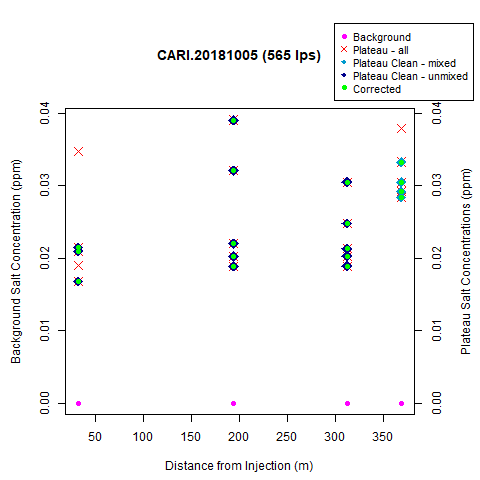 CARI.20181005 (565 lps)
Background
Plateau - all
Plateau Clean - mixed
Plateau Clean - unmixed
Corrected
Background Salt Concentration (ppm)
0.04
0.03
0.02
0.01
0.00
0.04
0.03
0.02
0.01
0.00
Plateau Salt Concentrations (ppm)
50 100 150 200 250 300 350
Distance from Injection (m)